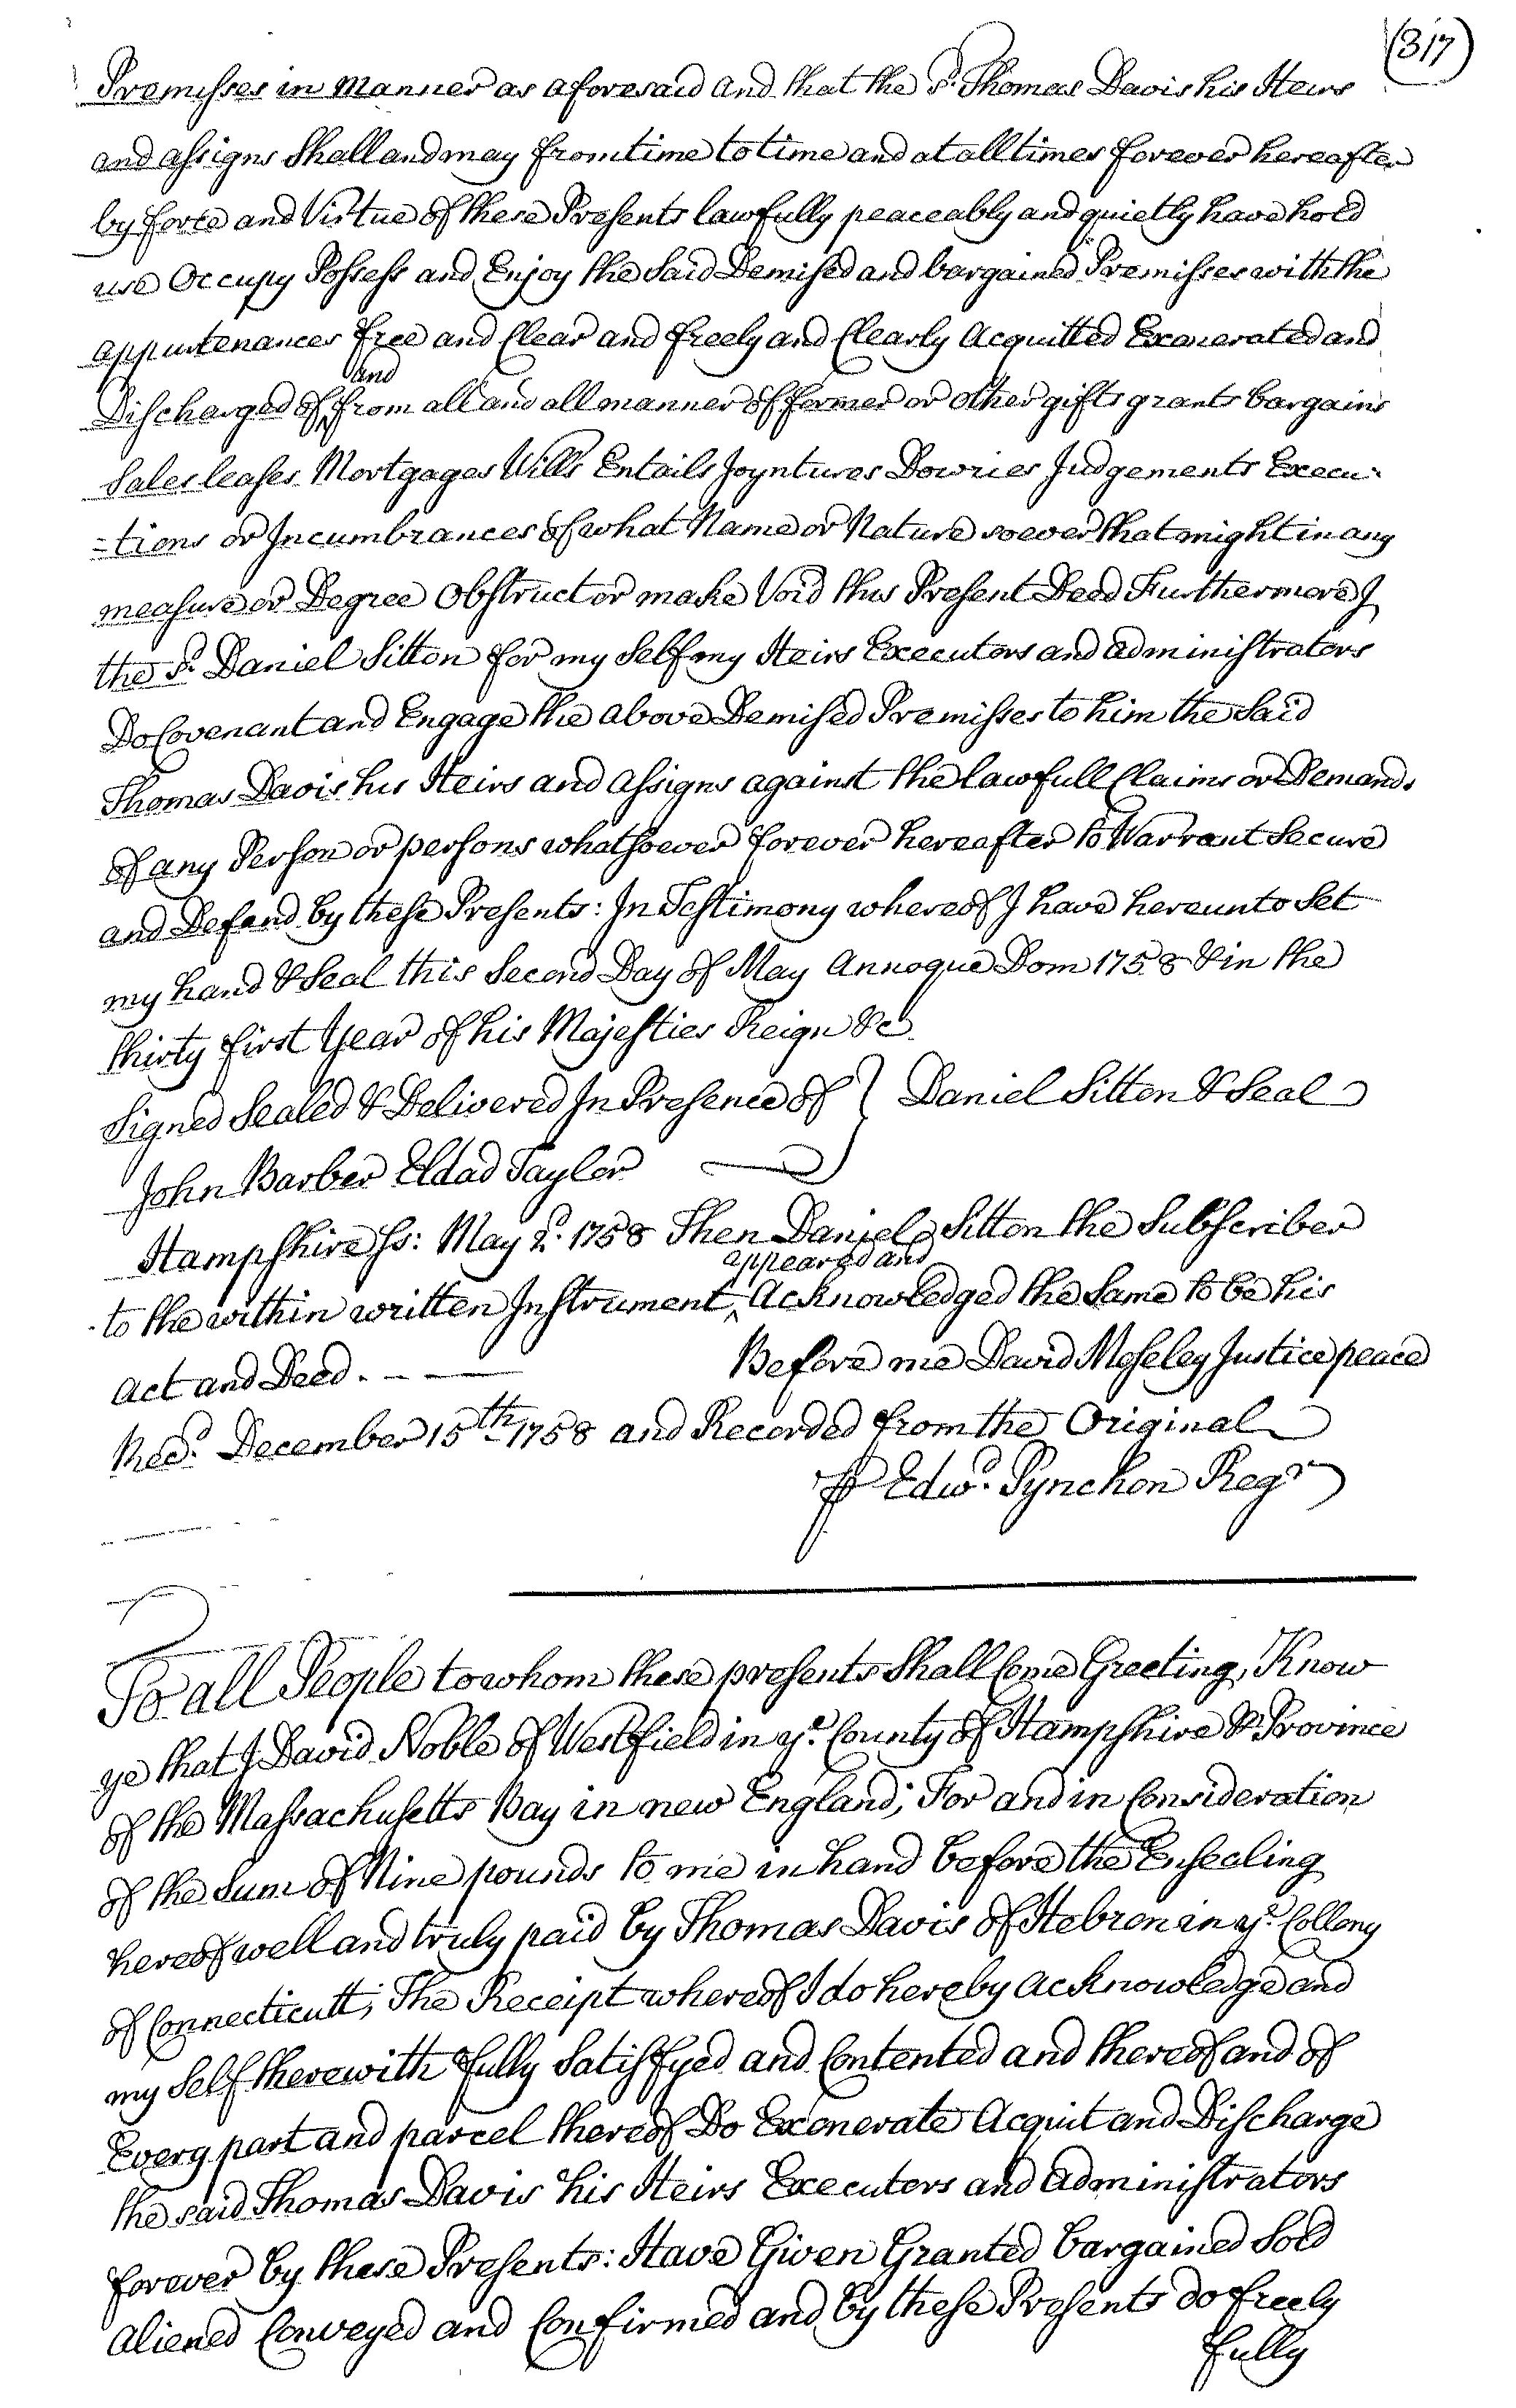 (317)
Premisses in Manner as aforesaid and that the sd. Thomas Davis his Heirs
and assigns Shall and may from time to time and at all times forever hereafter
by force and Virtue of these Presents lawfully peaceably and quietly have hold
use Occupy Possess and Enjoy the Said Demised and bargained Premisses with the
appurtenances free and Clear and freely and Clearly Acquitted Exonerated and
Discharged of ^and from all and all manner of former or other gifts grants bargains
Sales leases Mortgages Wills Entails Joyntures Dowries Judgements Execu-
-tions or Incumbrances of what Name or Nature soever that might in any
measure or Degree Obstruct or make Void this Present Deed Furthermore I
the sd. Daniel Sitton for my Self my Heirs Executors and administrators
Do Covenant and Engage the above Demised Premisses to him the Said
Thomas Davis his Heirs and assigns against the lawfull Claims or Demands
of any Person or persons whatsoever forever hereafter to Warrant Secure
and Defend by these Presents: In Testimony whereof I have hereunto Set
my hand & Seal this Second Day of May Annoque Dom 1758 & in the
thirty first Year of his Majesties Reign &c
Signed Sealed & Delivered In Presence of } Daniel Sitton & Seal
John Barber Eldad Taylor
Hampshire ss: May 2d. 1758 Then Daniel Sitton the Subscriber
to the within written Instrument ^appeared and Acknowledged the Same to be his
Act and Deed. - — Before me David Moseley Justice peace
Recd. December 15th 1758 and Recorded from the Original
P Edwd. Pynchon Regr
To all People to whom these presents Shall Come Greeting, Know
ye that I David Noble of Westfield in ye. County of Hampshire & Province
of the Massachusetts Bay in new England; For and in Consideration
of the Sum of Nine pounds to me in hand before the Ensealing
hereof well and truly paid by Thomas Davis of Hebron in ye. Collony
of Connecticutt; The Receipt whereof I do hereby acknowledge and
my Self therewith fully Satisfyed and Contented and thereof and of
Every part and parcel thereof Do Exonerate Acquit and Discharge
the said Thomas Davis his Heirs Executors and administrators
forever by these Presents: Have Given Granted bargained Sold
aliened Conveyed and Confirmed and by these Presents do freely
fully